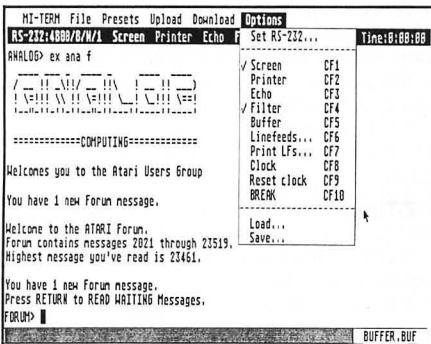 MI-TERM File Presets Upload Download Options
RS-232:4800/8/N/1 Screen Printer Echo F
Time:0:00:00
Set RS-232...
√ Screen CF1
Printer CF2
Echo CF3
√ Filter CF4
Buffer CF5
Linefeeds... CF6
Print LFs... CF7
Clock CF8
Reset clock CF9
BREAK CF10
Load...
Save...
ANALOG> ex ana f
=============COMPUTING=============
Welcomes you to the Atari Users Group
You have 1 new Forum message.
Welcome to the ATARI Forum.
Forum contains messages 2021 through 23519.
Highest message you've read is 23461.
You have 1 new Forum message.
Press RETURN to READ WAITING Messages.
FORUM>
BUFFER.BUF